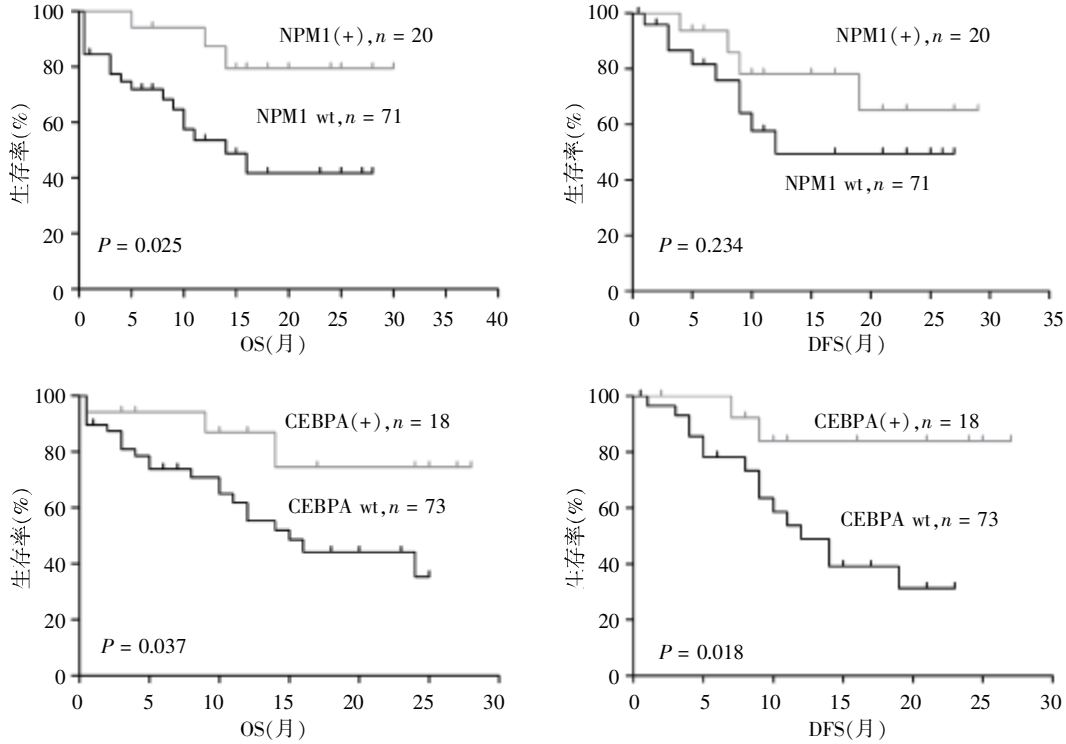 100
80
60
40
20
0
生存率(%)
NPM1(+),n = 20
NPM1 wt,n = 71
P = 0.025
0 5 10 15 20 25 30 35 40
OS(月)
100
80
60
40
20
0
生存率(%)
NPM1(+),n = 20
NPM1 wt,n = 71
P = 0.234
0 5 10 15 20 25 30 35
DFS(月)
100
80
60
40
20
0
生存率(%)
CEBPA(+),n = 18
CEBPA wt,n = 73
P = 0.037
0 5 10 15 20 25 30
OS(月)
100
80
60
40
20
0
生存率(%)
CEBPA(+),n = 18
CEBPA wt,n = 73
P = 0.018
0 5 10 15 20 25 30
DFS(月)